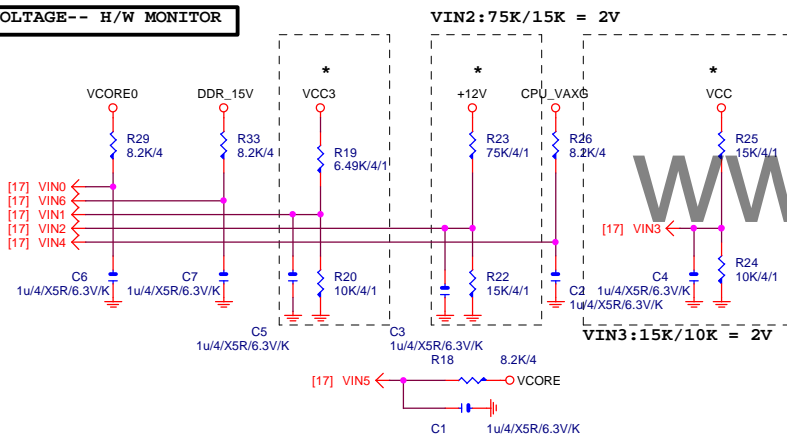 OLTAGE-- H/W MONITOR
VIN2:75K/15K = 2V
*
*
*
VCORE0
DDR_15V
VCC3
+12V
CPU_VAXG
VCC
R29
8.2K/4
R33
8.2K/4
R19
6.49K/4/1
R23
75K/4/1
R26
8.2K/4
R25
15K/4/1
WW
[17] VIN0
[17] VIN6
[17] VIN1
[17] VIN2
[17] VIN4
[17] VIN3
C6
1u/4/X5R/6.3V/K
C7
1u/4/X5R/6.3V/K
R20
10K/4/1
R22
15K/4/1
C2
1u/4/X5R/6.3V/K
C4
1u/4/X5R/6.3V/K
R24
10K/4/1
C5
1u/4/X5R/6.3V/K
C3
1u/4/X5R/6.3V/K
VIN3:15K/10K = 2V
R18
8.2K/4
[17] VIN5
VCORE
C1
1u/4/X5R/6.3V/K